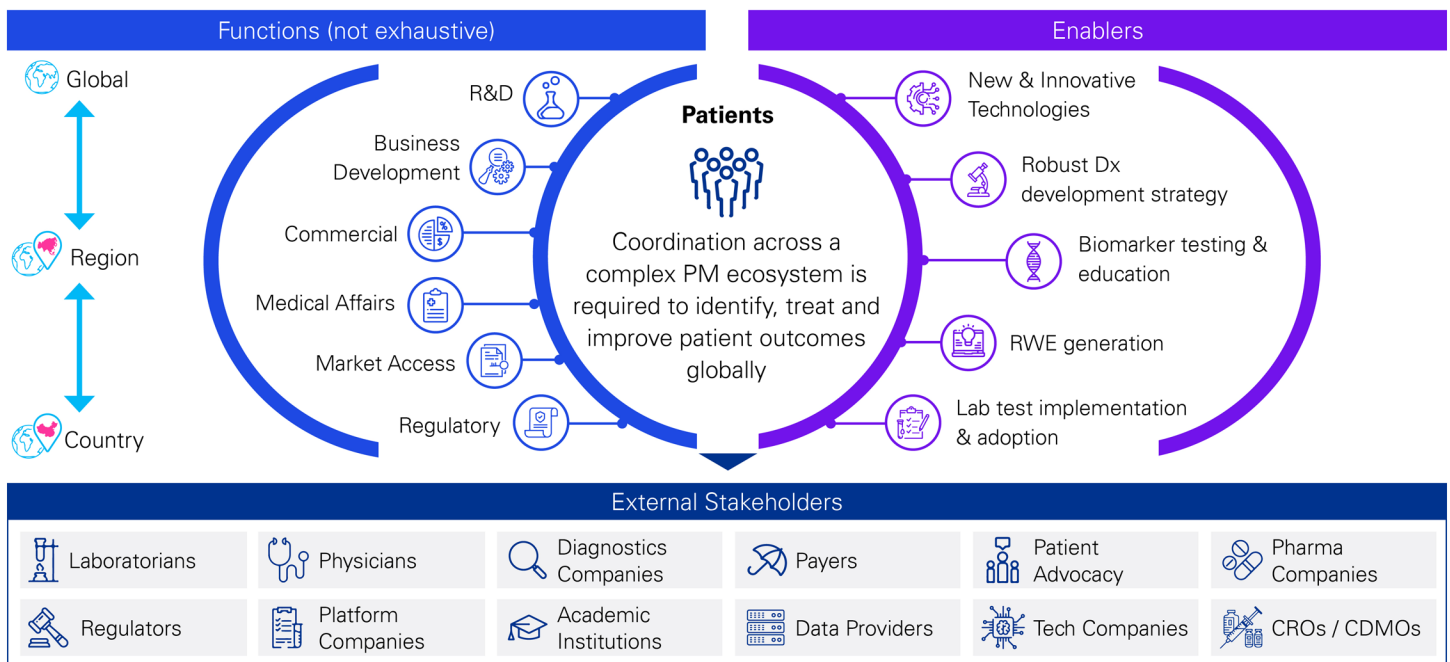 Functions (not exhaustive)
Enablers
Global
Region
Country
R&D
Business
Development
Commercial
Medical Affairs
Market Access
Regulatory
Patients
Coordination across a
complex PM ecosystem is
required to identify, treat and
improve patient outcomes
globally
New & Innovative
Technologies
Robust Dx
development strategy
Biomarker testing &
education
RWE generation
Lab test implementation
& adoption
External Stakeholders
Laboratorians
Physicians
Diagnostics
Companies
Payers
Patient
Advocacy
Pharma
Companies
Regulators
Platform
Companies
Academic
Institutions
Data Providers
Tech Companies
CROs / CDMOs